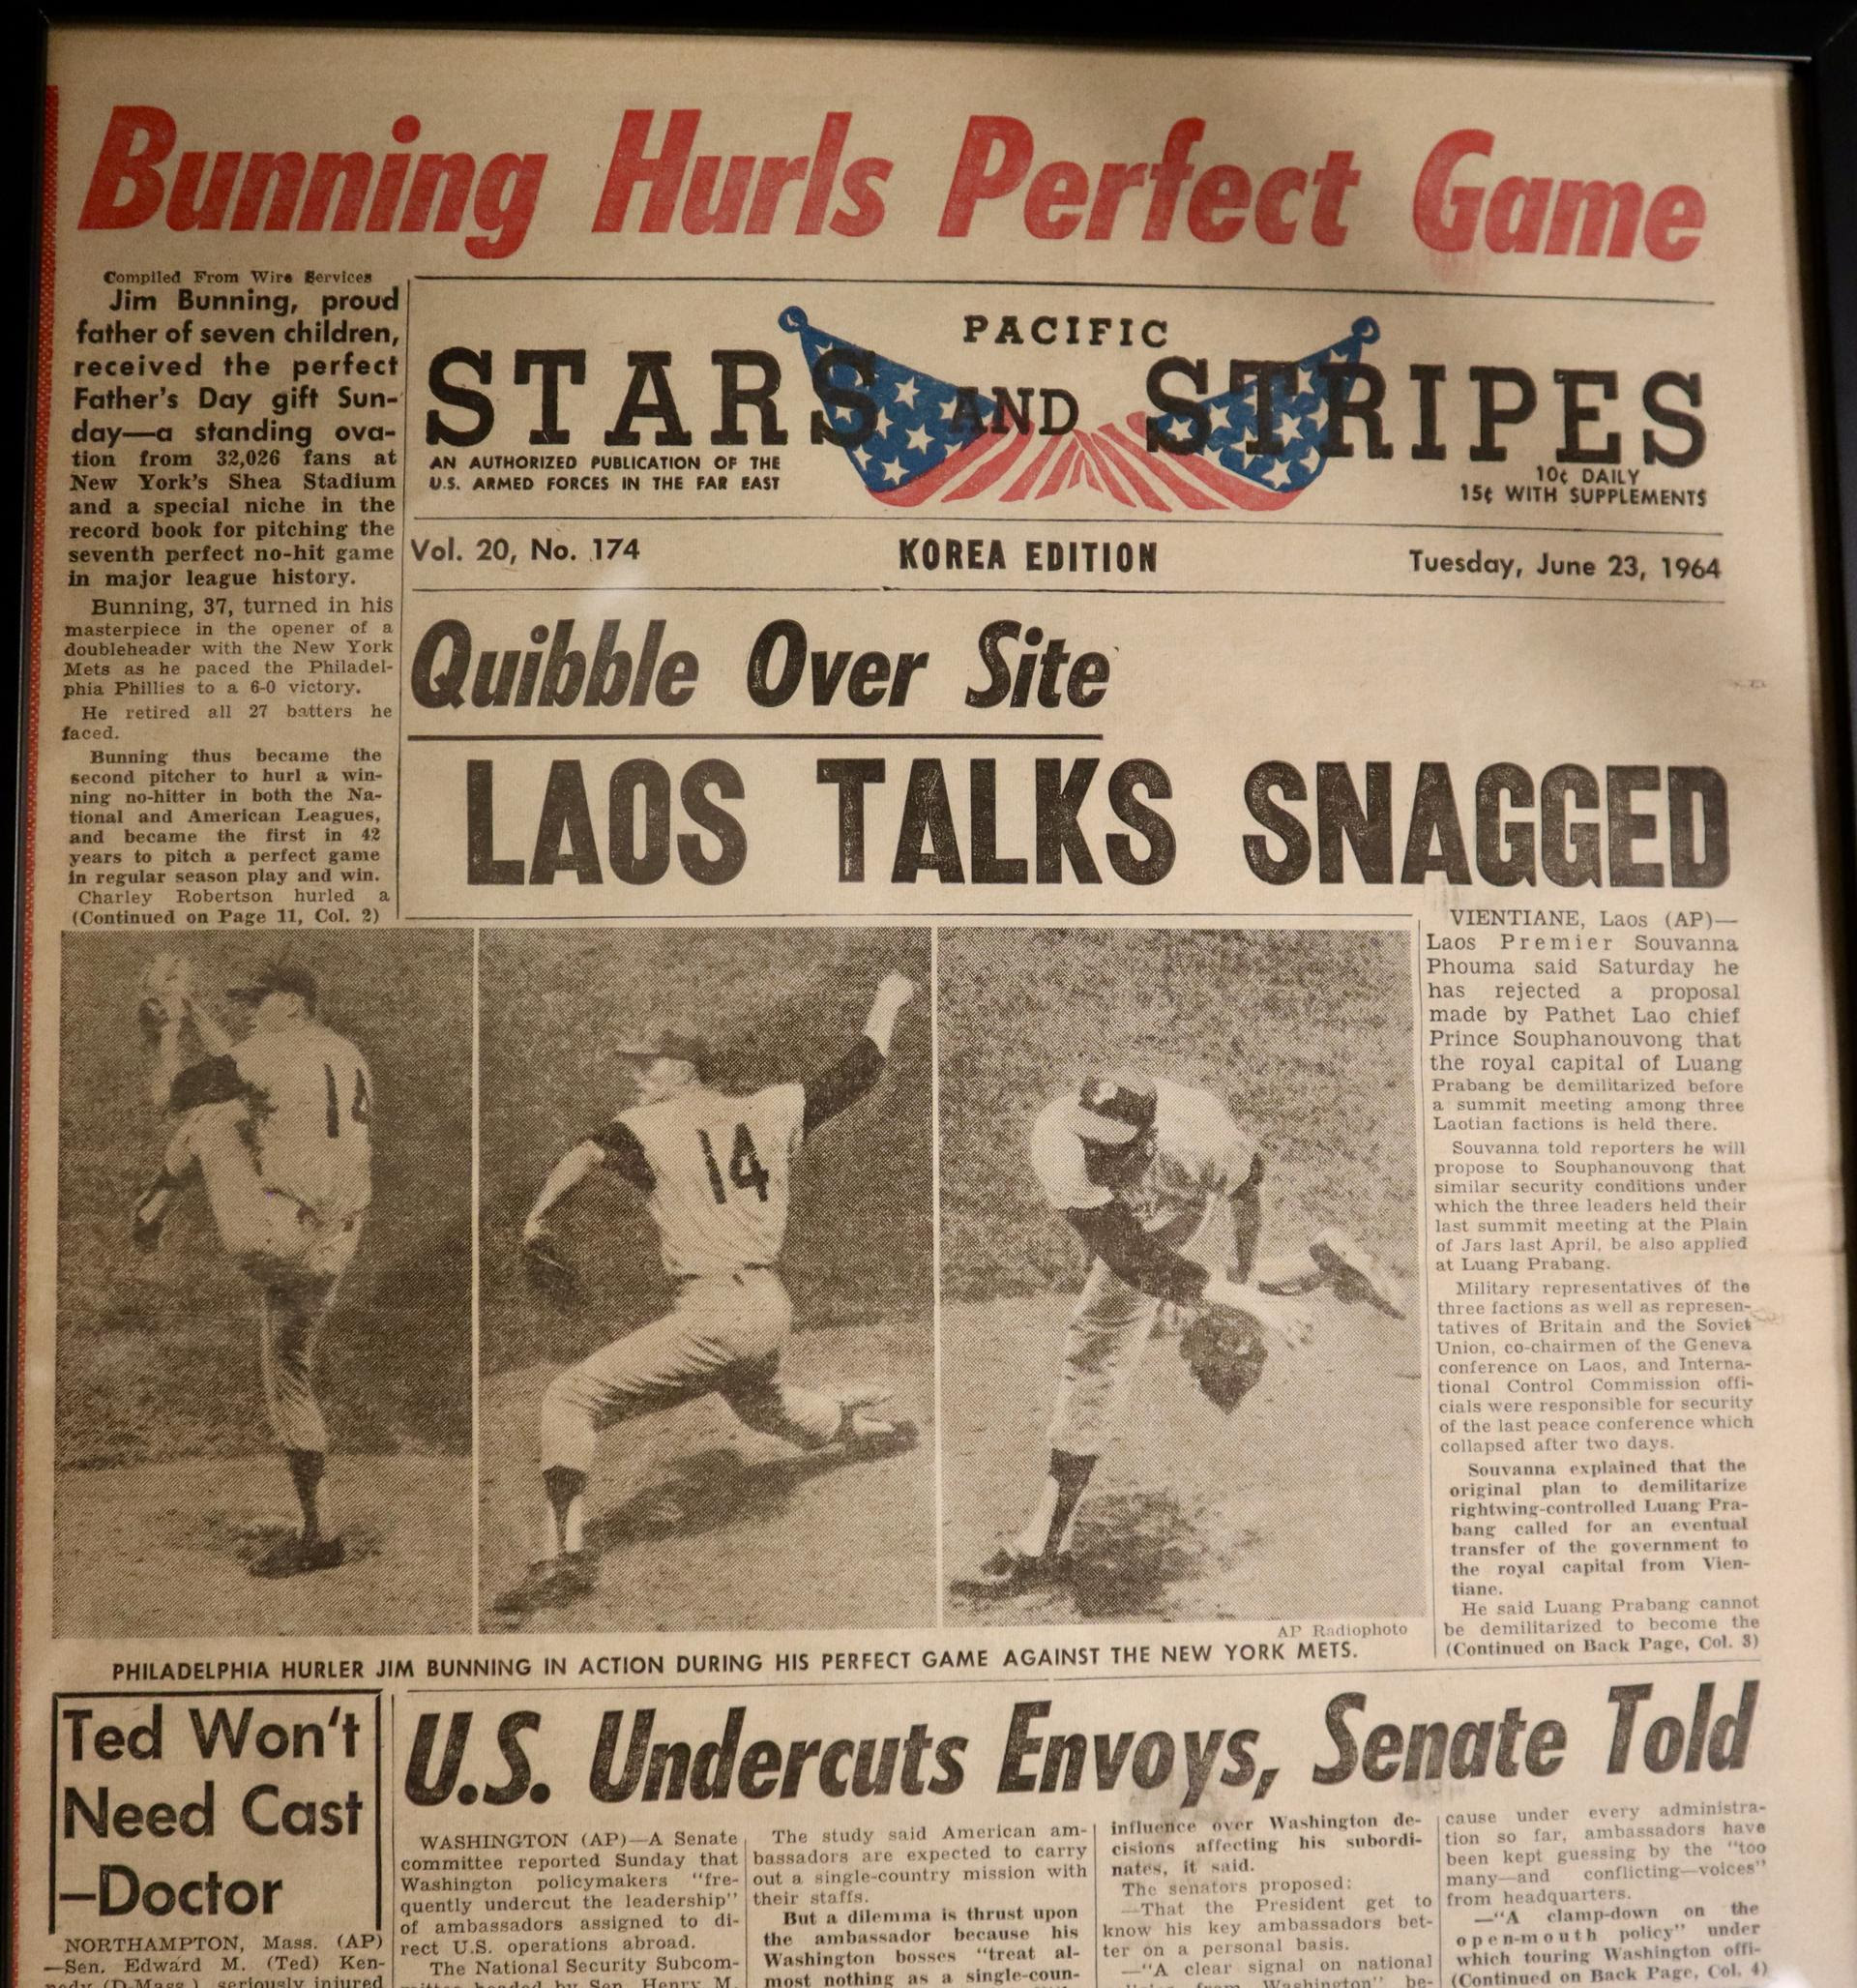 Bunning Hurls Perfect Game
Compiled From Wire Services
Jim Bunning, proud
father of seven children,
received the perfect
Father's Day gift Sun-
day—a standing ova-
tion from 32,026 fans at
New York's Shea Stadium
and a special niche in the
record book for pitching the
seventh perfect no-hit game
in major league history.
Bunning, 37, turned in his
masterpiece in the opener of a
doubleheader with the New York
Mets as he paced the Philadel-
phia Phillies to a 6-0 victory.
He retired all 27 batters he
faced.
Bunning thus became the
second pitcher to hurl a win-
ning no-hitter in both the Na-
tional and American Leagues,
and became the first in 42
years to pitch a perfect game
in regular season play and win.
Charley Robertson hurled a
(Continued on Page 11, Col. 2)
PACIFIC
STARS AND STRIPES
AN AUTHORIZED PUBLICATION OF THE
U.S. ARMED FORCES IN THE FAR EAST
10¢ DAILY
15¢ WITH SUPPLEMENTS
Vol. 20, No. 174
KOREA EDITION
Tuesday, June 23, 1964
Quibble Over Site
LAOS TALKS SNAGGED
VIENTIANE, Laos (AP)—
Laos Premier Souvanna
Phouma said Saturday he
has rejected a proposal
made by Pathet Lao chief
Prince Souphanouvong that
the royal capital of Luang
Prabang be demilitarized before
a summit meeting among three
Laotian factions is held there.
Souvanna told reporters he will
propose to Souphanouvong that
similar security conditions under
which the three leaders held their
last summit meeting at the Plain
of Jars last April, be also applied
at Luang Prabang.
Military representatives of the
three factions as well as represen-
tatives of Britain and the Soviet
Union, co-chairmen of the Geneva
conference on Laos, and Interna-
tional Control Commission offi-
cials were responsible for security
of the last peace conference which
collapsed after two days.
Souvanna explained that the
original plan to demilitarize
rightwing-controlled Luang Pra-
bang called for an eventual
transfer of the government to
the royal capital from Vien-
tiane.
He said Luang Prabang cannot
be demilitarized to become the
(Continued on Back Page, Col. 3)
14
14
AP Radiophoto
PHILADELPHIA HURLER JIM BUNNING IN ACTION DURING HIS PERFECT GAME AGAINST THE NEW YORK METS.
Ted Won't
Need Cast
—Doctor
NORTHAMPTON, Mass. (AP)
—Sen. Edward M. (Ted) Ken-
nedy (D-Mass.), seriously injured
U.S. Undercuts Envoys, Senate Told
WASHINGTON (AP)—A Senate
committee reported Sunday that
Washington policymakers "fre-
quently undercut the leadership"
of ambassadors assigned to di-
rect U.S. operations abroad.
The National Security Subcom-
mittee headed by Sen. Henry M.
The study said American am-
bassadors are expected to carry
out a single-country mission with
their staffs.
But a dilemma is thrust upon
the ambassador because his
Washington bosses "treat al-
most nothing as a single-coun-
influence over Washington de-
cisions affecting his subordi-
nates, it said.
The senators proposed:
—That the President get to
know his key ambassadors bet-
ter on a personal basis.
—"A clear signal on national
from Washington" be-
cause under every administra-
tion so far, ambassadors have
been kept guessing by the "too
many—and conflicting—voices"
from headquarters.
—"A clamp-down on the
open-mouth policy" under
which touring Washington offi-
(Continued on Back Page, Col. 4)